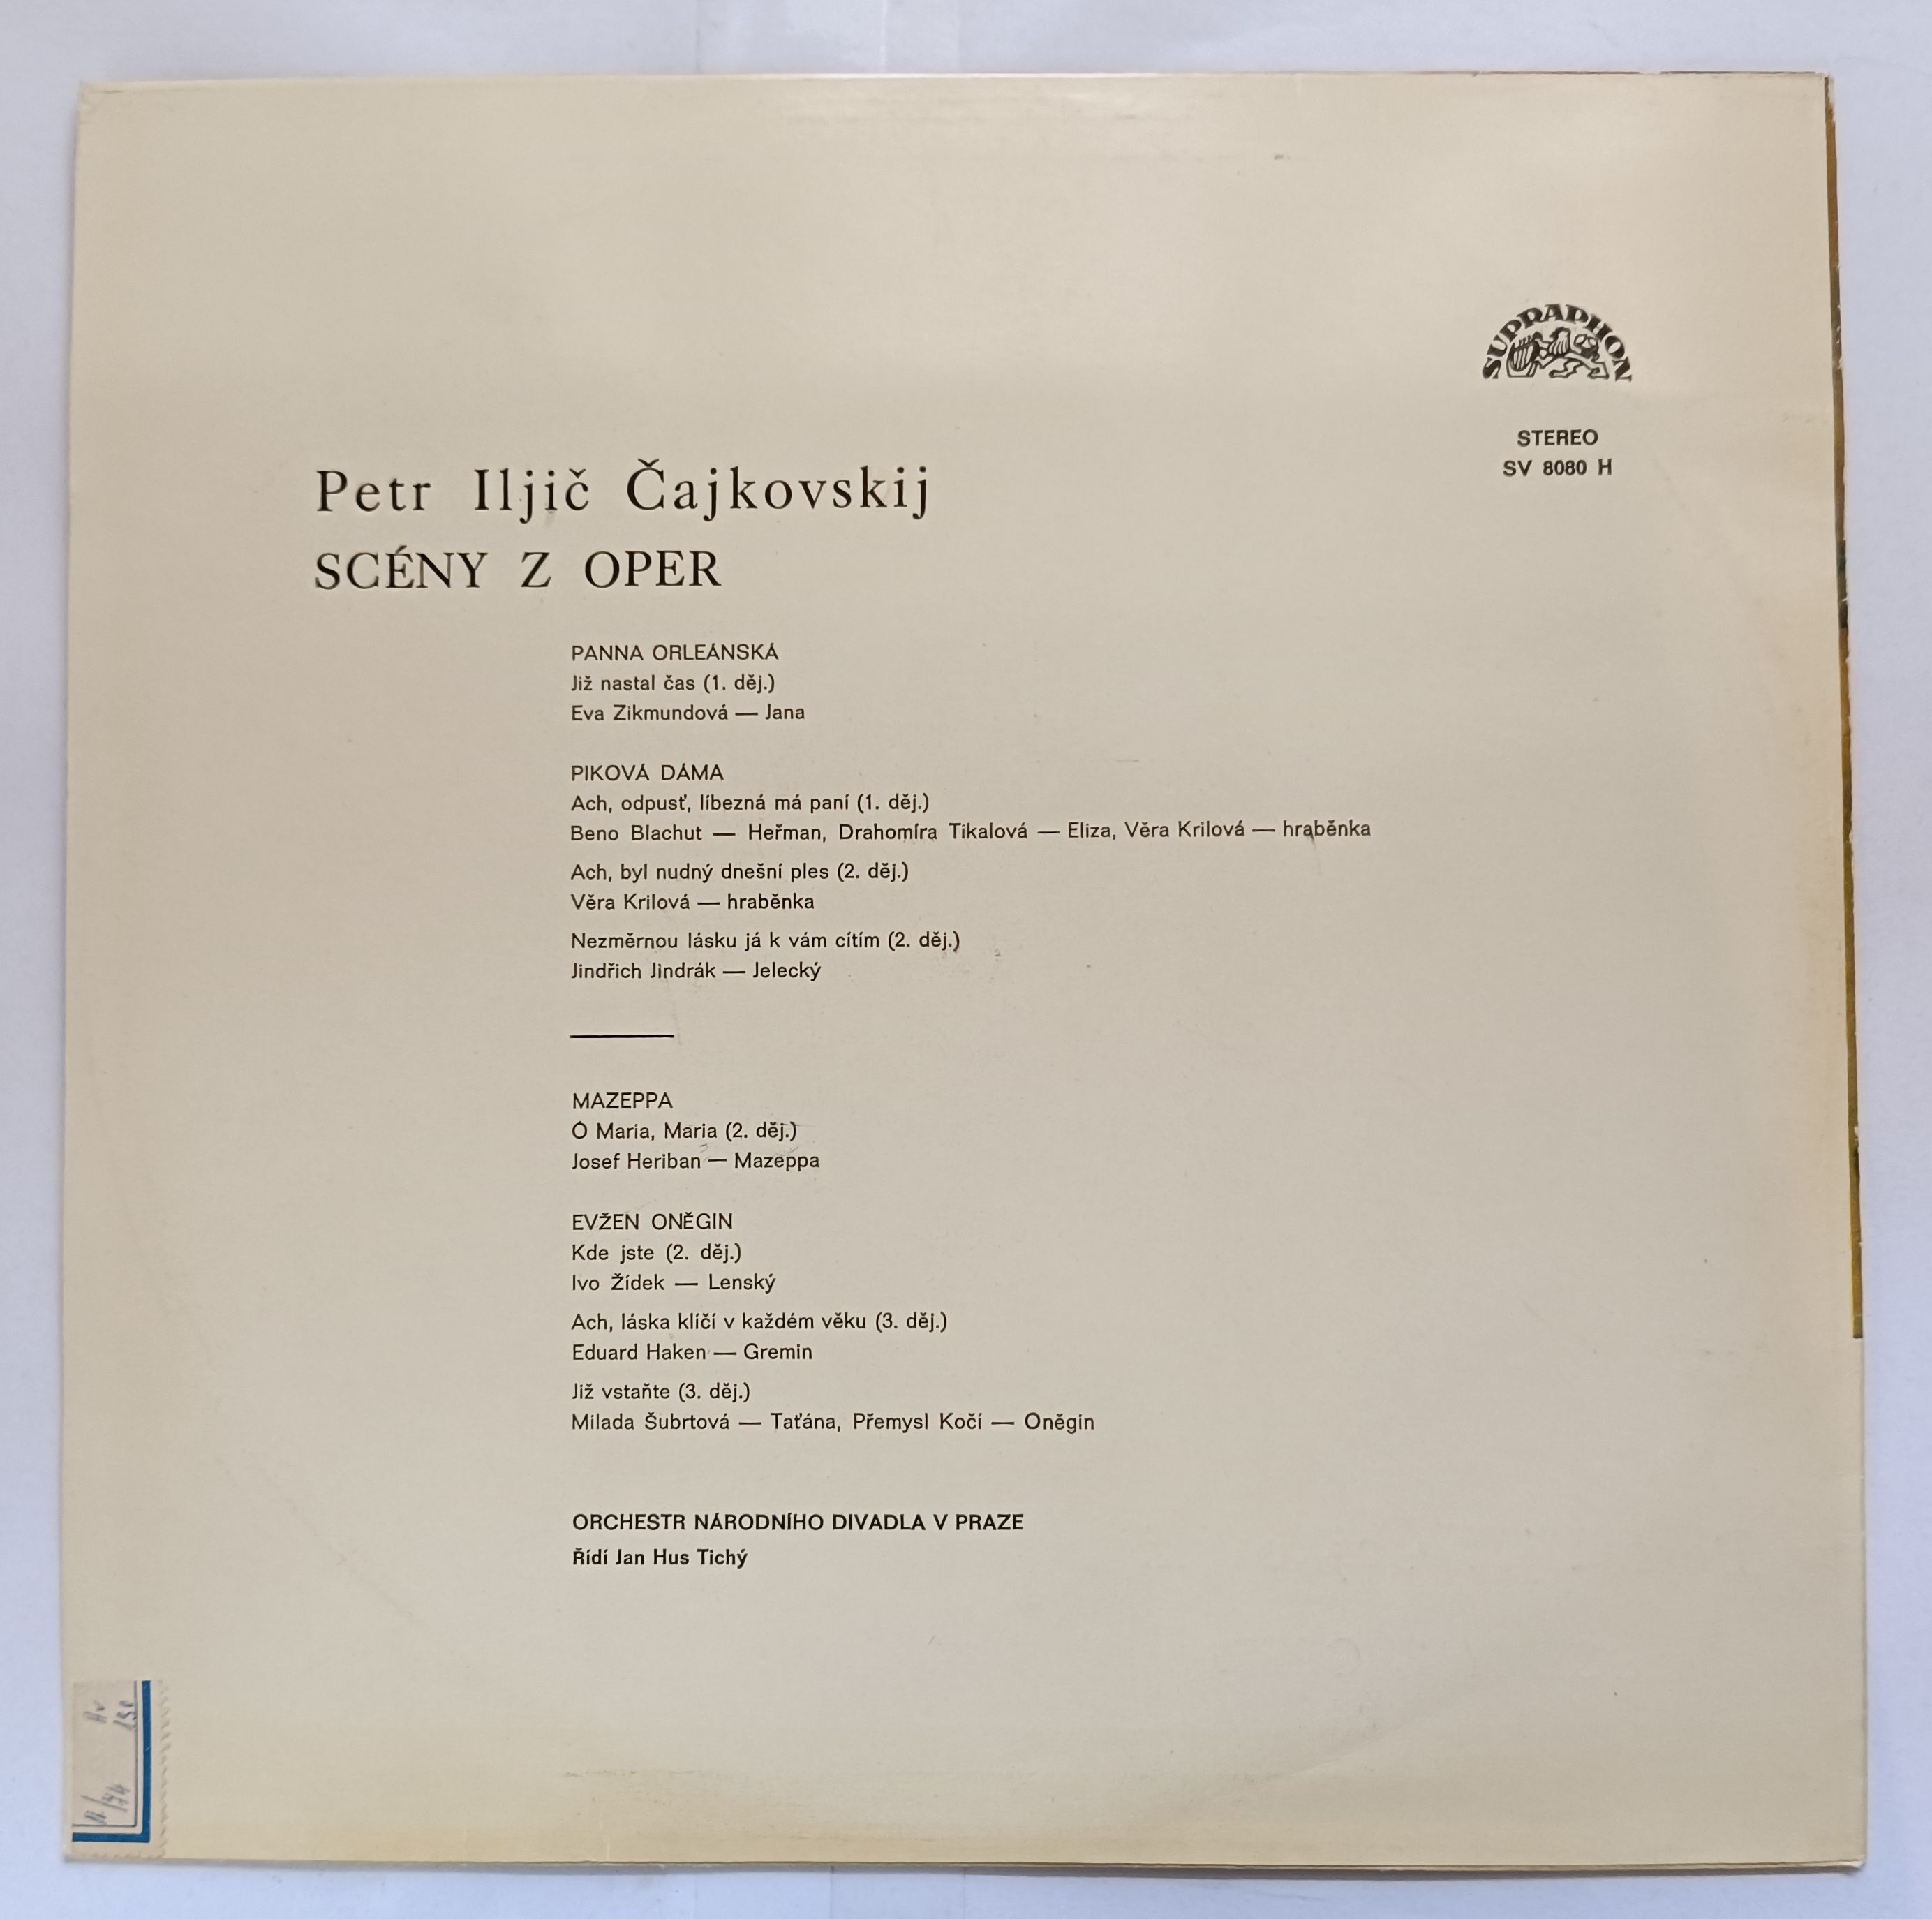 SUPRAPHON
STEREO
SV 8080 H
Petr Iljič Čajkovskij
SCÉNY Z OPER
PANNA ORLEÁNSKÁ
Již nastal čas (1. děj.)
Eva Zikmundová — Jana
PIKOVÁ DÁMA
Ach, odpusť, líbezná má paní (1. děj.)
Beno Blachut — Heřman, Drahomíra Tikalová — Eliza, Věra Krilová — hraběnka
Ach, byl nudný dnešní ples (2. děj.)
Věra Krilová — hraběnka
Nezměrnou lásku já k vám cítím (2. děj.)
Jindřich Jindrák — Jelecký
MAZEPPA
Ó Maria, Maria (2. děj.)
Josef Heriban — Mazeppa
EVŽEN ONĚGIN
Kde jste (2. děj.)
Ivo Žídek — Lenský
Ach, láska klíčí v každém věku (3. děj.)
Eduard Haken — Gremin
Již vstaňte (3. děj.)
Milada Šubrtová — Taťána, Přemysl Kočí — Oněgin
ORCHESTR NÁRODNÍHO DIVADLA V PRAZE
Řídí Jan Hus Tichý